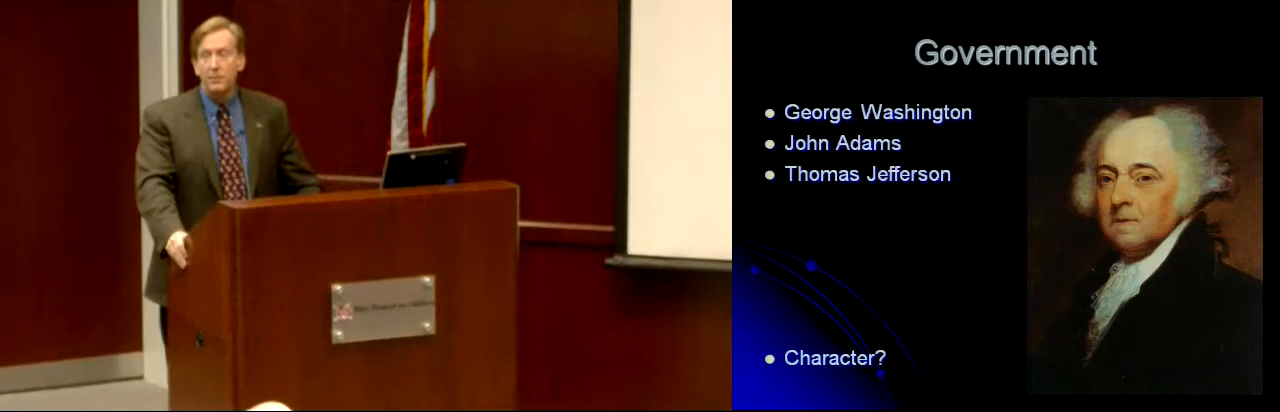 Government
George Washington
John Adams
Thomas Jefferson
Character?